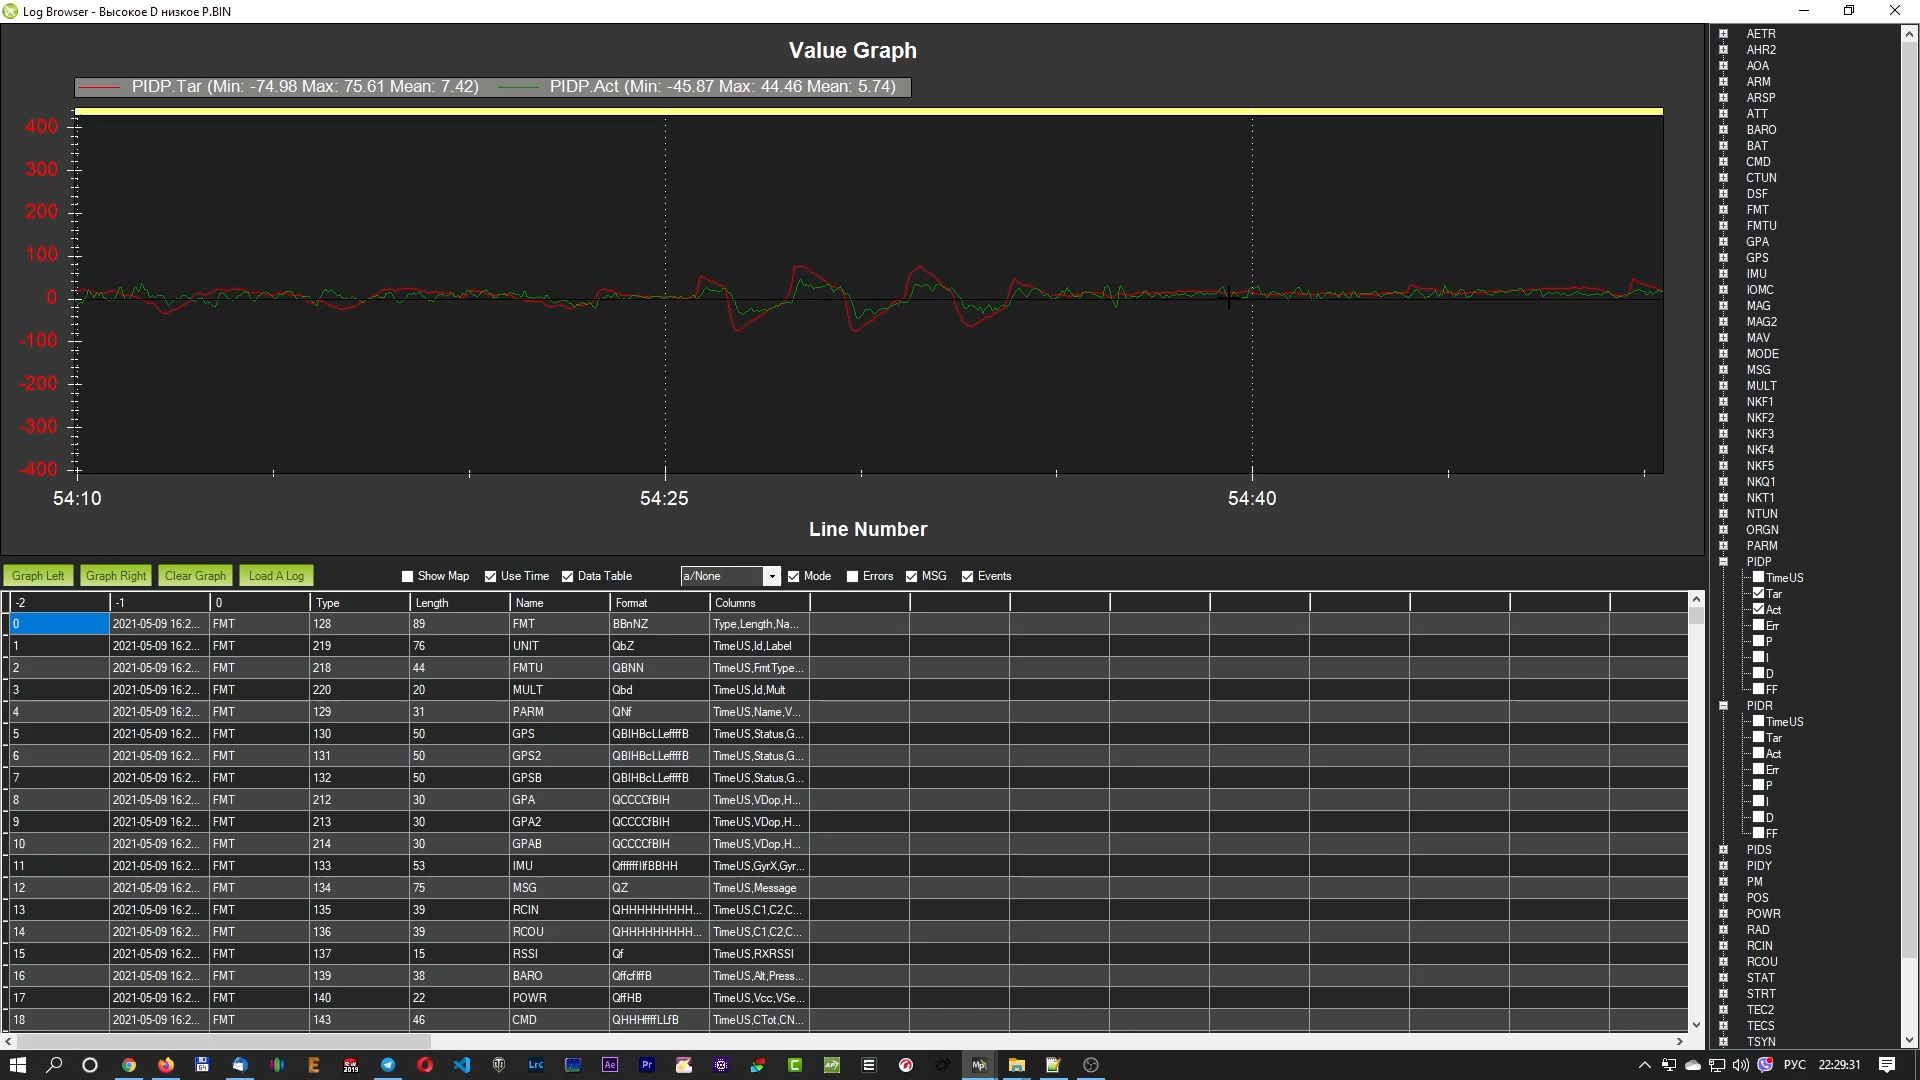 Log Browser - Высокое D низкое P.BIN
Value Graph
PIDP.Tar (Min: -74.98 Max: 75.61 Mean: 7.42) PIDP.Act (Min: -45.87 Max: 44.46 Mean: 5.74)
400
300
200
100
0
-100
-200
-300
-400
54:10 54:25 54:40
Line Number
Graph Left Graph Right Clear Graph Load A Log Show Map Use Time Data Table a/None Mode Errors MSG Events
-2 -1 0 Type Length Name Format Columns
0 2021-05-09 16:2... FMT 128 89 FMT BBnNZ Type,Length,Na...
1 2021-05-09 16:2... FMT 219 76 UNIT QbZ TimeUS,Id,Label
2 2021-05-09 16:2... FMT 218 44 FMTU QBNN TimeUS,FmtType...
3 2021-05-09 16:2... FMT 220 20 MULT Qbd TimeUS,Id,Mult
4 2021-05-09 16:2... FMT 129 31 PARM QNf TimeUS,Name,V...
5 2021-05-09 16:2... FMT 130 50 GPS QBIHBcLLeffffB TimeUS,Status,G...
6 2021-05-09 16:2... FMT 131 50 GPS2 QBIHBcLLeffffB TimeUS,Status,G...
7 2021-05-09 16:2... FMT 132 50 GPSB QBIHBcLLeffffB TimeUS,Status,G...
8 2021-05-09 16:2... FMT 212 30 GPA QCCCCfBIH TimeUS,VDop,H...
9 2021-05-09 16:2... FMT 213 30 GPA2 QCCCCfBIH TimeUS,VDop,H...
10 2021-05-09 16:2... FMT 214 30 GPAB QCCCCfBIH TimeUS,VDop,H...
11 2021-05-09 16:2... FMT 133 53 IMU QffffffIIfBBHH TimeUS,GyrX,Gyr...
12 2021-05-09 16:2... FMT 134 75 MSG QZ TimeUS,Message
13 2021-05-09 16:2... FMT 135 39 RCIN QHHHHHHHHH... TimeUS,C1,C2,C...
14 2021-05-09 16:2... FMT 136 39 RCOU QHHHHHHHHH... TimeUS,C1,C2,C...
15 2021-05-09 16:2... FMT 137 15 RSSI Qf TimeUS,RXRSSI
16 2021-05-09 16:2... FMT 139 38 BARO QffcfIffB TimeUS,Alt,Press...
17 2021-05-09 16:2... FMT 140 22 POWR QffHB TimeUS,Vcc,VSe...
18 2021-05-09 16:2... FMT 143 46 CMD QHHHffffLLfB TimeUS,CTot,CN...
AETR
AHR2
AOA
ARM
ARSP
ATT
BARO
BAT
CMD
CTUN
DSF
FMT
FMTU
GPA
GPS
IMU
IOMC
MAG
MAG2
MAV
MODE
MSG
MULT
NKF1
NKF2
NKF3
NKF4
NKF5
NKQ1
NKT1
NTUN
ORGN
PARM
PIDP
TimeUS
Tar
Act
Err
P
I
D
FF
PIDR
TimeUS
Tar
Act
Err
P
I
D
FF
PIDS
PIDY
PM
POS
POWR
RAD
RCIN
RCOU
STAT
STRT
TEC2
TECS
TSYN
64 E 2019 Lrc Ae Pr C Mp РУС 22:29:31